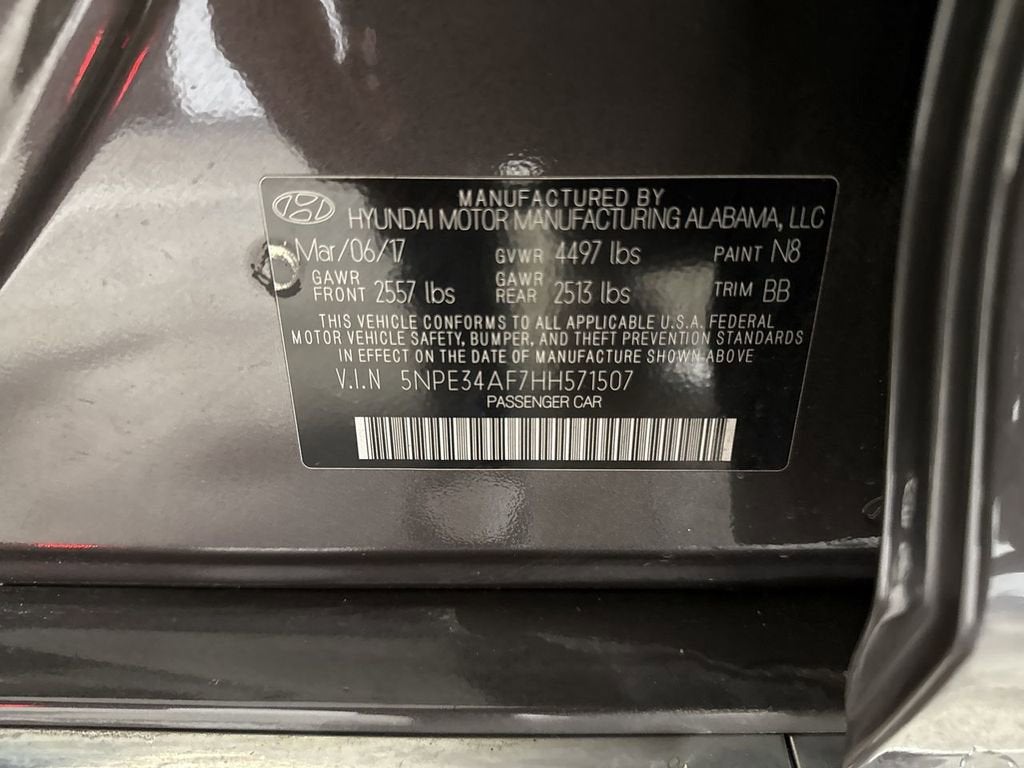 MANUFACTURED BY
HYUNDAI MOTOR MANUFACTURING ALABAMA, LLC
Mar/06/17 GVWR 4497 lbs PAINT N8
GAWR FRONT 2557 lbs GAWR REAR 2513 lbs TRIM BB
THIS VEHICLE CONFORMS TO ALL APPLICABLE U.S.A. FEDERAL
MOTOR VEHICLE SAFETY, BUMPER, AND THEFT PREVENTION STANDARDS
IN EFFECT ON THE DATE OF MANUFACTURE SHOWN ABOVE
V.I.N 5NPE34AF7HH571507
PASSENGER CAR